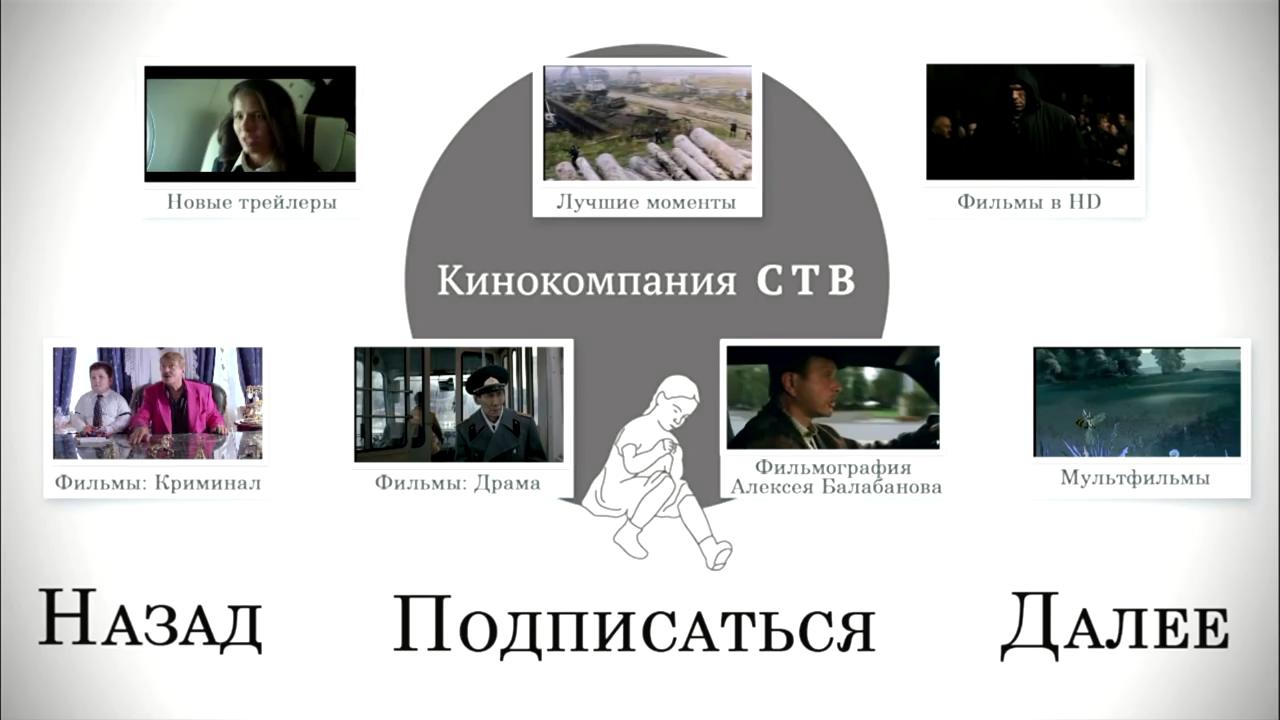 Новые трейлеры
Лучшие моменты
Фильмы в HD
Кинокомпания СТВ
Фильмы: Криминал
Фильмы: Драма
Фильмография
Алексея Балабанова
Мультфильмы
Назад
Подписаться
Далее